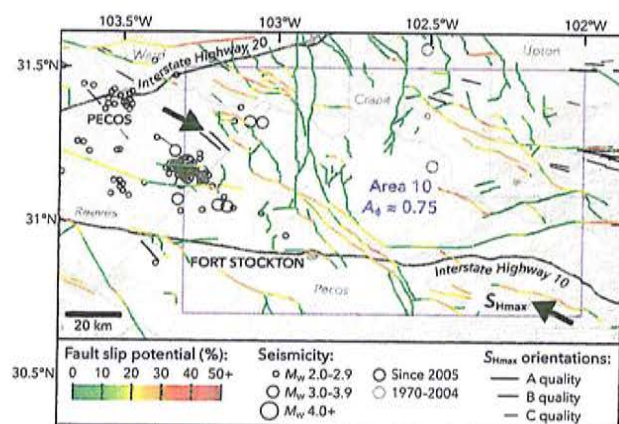 103.5°W 103°W 102.5°W 102°W
31.5°N
Ward
Interstate Highway 20
Upton
PECOS
Crane
Area 10
Aϕ ≈ 0.75
31°N
Reeves
FORT STOCKTON
Interstate Highway 10
Pecos
SHmax
20 km
30.5°N
Fault slip potential (%):
0 10 20 30 40 50+
Seismicity:
Mw 2.0-2.9
Mw 3.0-3.9
Mw 4.0+
Since 2005
1970-2004
SHmax orientations:
A quality
B quality
C quality